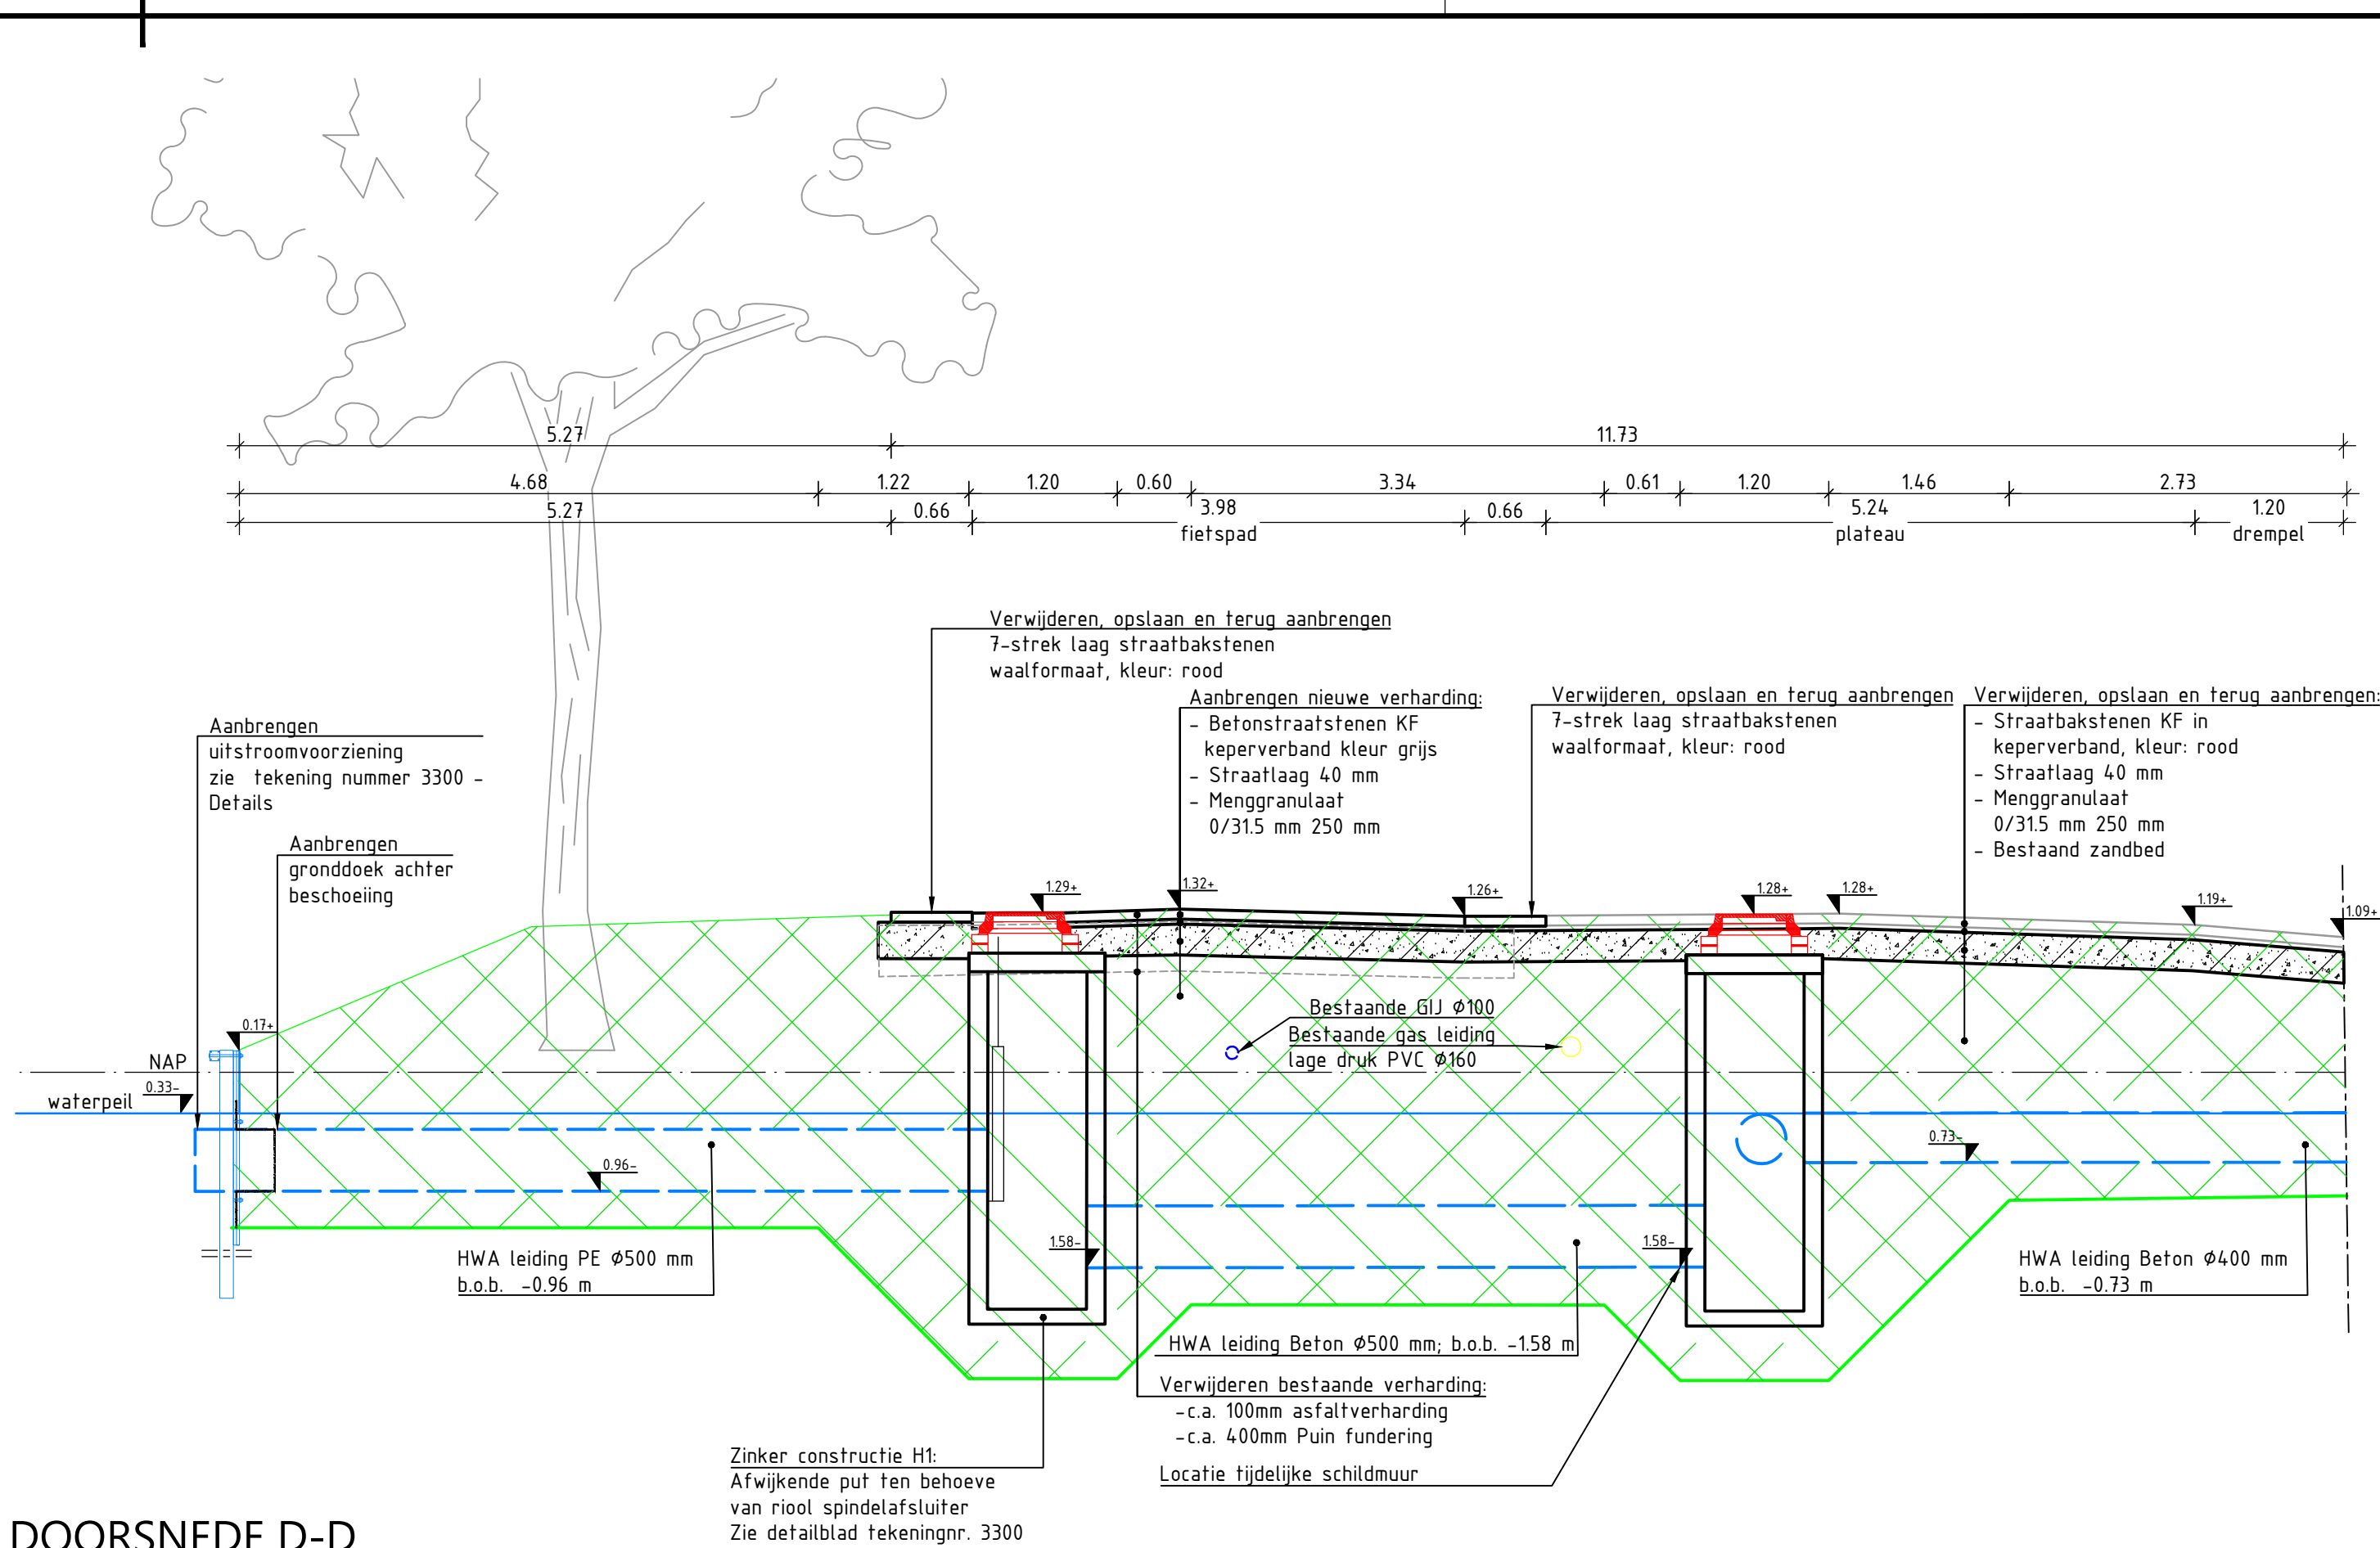 5.27
11.73
4.68
1.22
1.20
0.60
3.34
0.61
1.20
1.46
2.73
5.27
0.66
3.98
0.66
5.24
1.20
fietspad
plateau
drempel
Verwijderen, opslaan en terug aanbrengen
7-strek laag straatbakstenen
waalformaat, kleur: rood
Aanbrengen nieuwe verharding:
- Betonstraatstenen KF
keperverband kleur grijs
- Straatlaag 40 mm
- Menggranulaat
0/31.5 mm 250 mm
Verwijderen, opslaan en terug aanbrengen
7-strek laag straatbakstenen
waalformaat, kleur: rood
Verwijderen, opslaan en terug aanbrengen:
- Straatbakstenen KF in
keperverband, kleur: rood
- Straatlaag 40 mm
- Menggranulaat
0/31.5 mm 250 mm
- Bestaand zandbed
Aanbrengen
uitstroomvoorziening
zie tekening nummer 3300 -
Details
Aanbrengen
gronddoek achter
beschoeiing
1.29+
1.32+
1.26+
1.28+
1.28+
1.19+
1.09+
0.17+
NAP
0.33-
waterpeil
Bestaande GIJ Ø100
Bestaande gas leiding
lage druk PVC Ø160
0.96-
0.73-
1.58-
1.58-
HWA leiding PE Ø500 mm
b.o.b. -0.96 m
HWA leiding Beton Ø400 mm
b.o.b. -0.73 m
HWA leiding Beton Ø500 mm; b.o.b. -1.58 m
Verwijderen bestaande verharding:
-c.a. 100mm asfaltverharding
-c.a. 400mm Puin fundering
Locatie tijdelijke schildmuur
Zinker constructie H1:
Afwijkende put ten behoeve
van riool spindelafsluiter
Zie detailblad tekeningnr. 3300
DOORSNEDE D-D